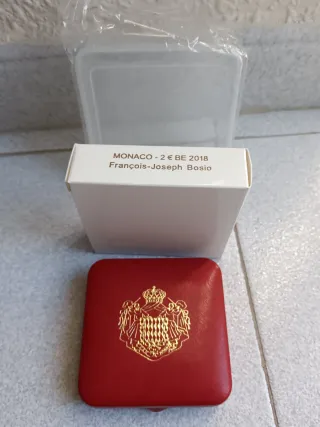 MONACO - 2 € BE 2018
François-Joseph Bosio